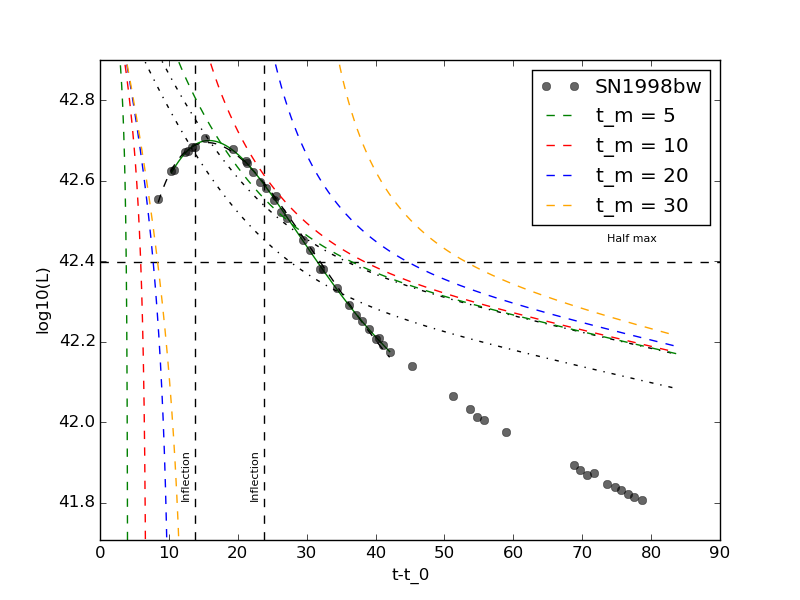 42.8
42.6
42.4
42.2
42.0
41.8
log10(L)
SN1998bw
t_m = 5
t_m = 10
t_m = 20
t_m = 30
Half max
Inflection
Inflection
0 10 20 30 40 50 60 70 80 90
t-t_0